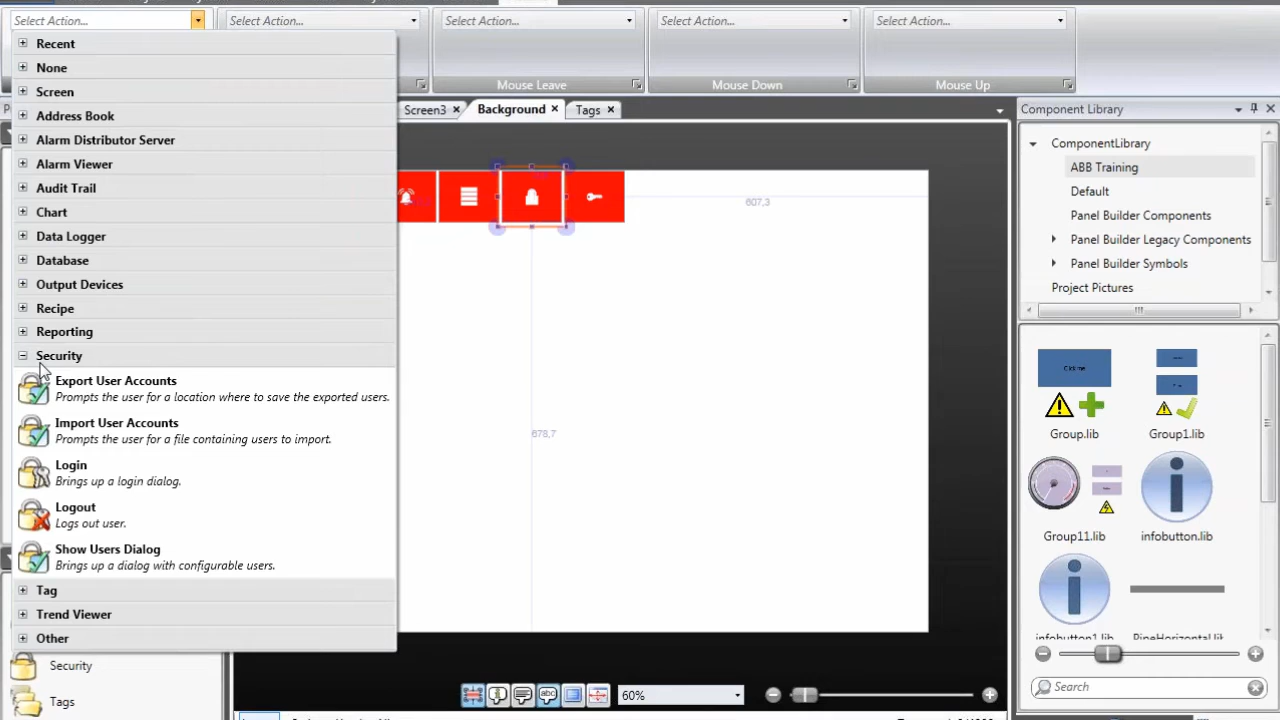 Select Action...
Select Action...
Select Action...
Select Action...
Select Action...
Mouse Leave
Mouse Down
Mouse Up
Recent
None
Screen
Address Book
Alarm Distributor Server
Alarm Viewer
Audit Trail
Chart
Data Logger
Database
Output Devices
Recipe
Reporting
Security
Export User Accounts
Prompts the user for a location where to save the exported users.
Import User Accounts
Prompts the user for a file containing users to import.
Login
Brings up a login dialog.
Logout
Logs out user.
Show Users Dialog
Brings up a dialog with configurable users.
Tag
Trend Viewer
Other
Security
Tags
Screen3
Background
Tags
607,3
678,7
60%
Component Library
ComponentLibrary
ABB Training
Default
Panel Builder Components
Panel Builder Legacy Components
Panel Builder Symbols
Project Pictures
Click me
Group.lib
Group1.lib
Group11.lib
infobutton.lib
infobutton1.lib
PipeHorizontal.lib
Search